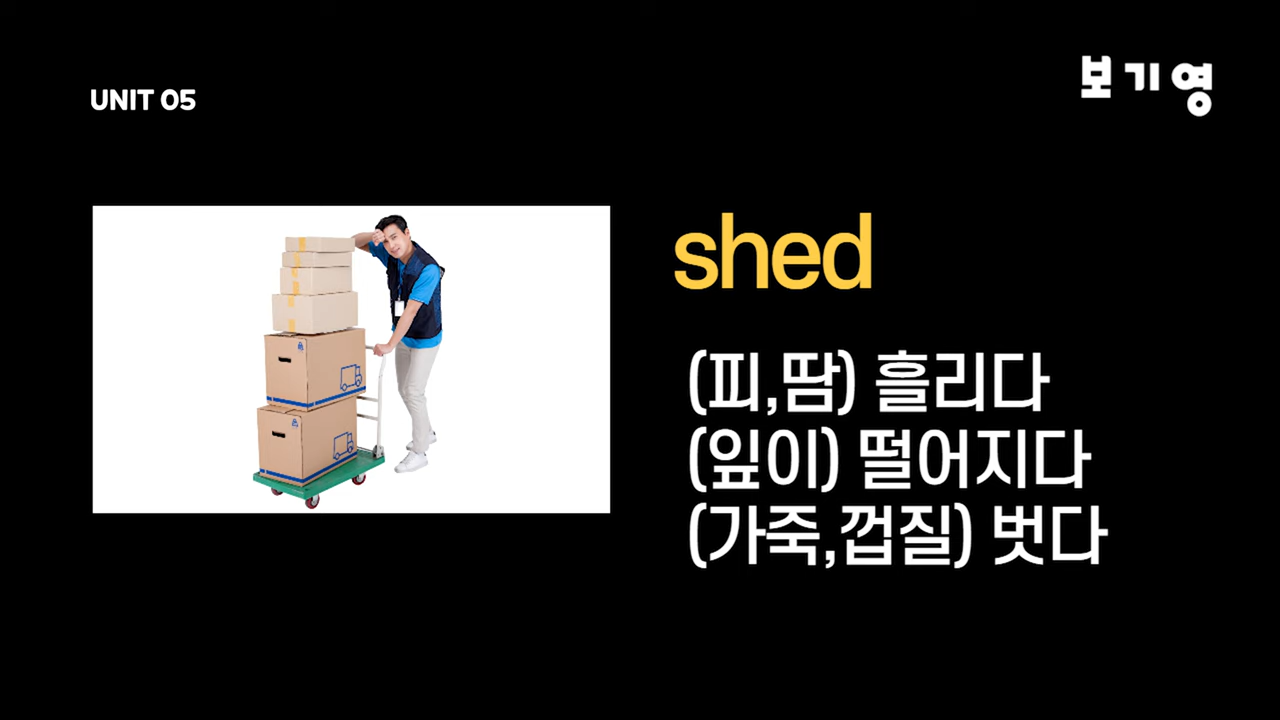 UNIT 05
보기영
shed
(피,땀) 흘리다
(잎이) 떨어지다
(가죽,껍질) 벗다